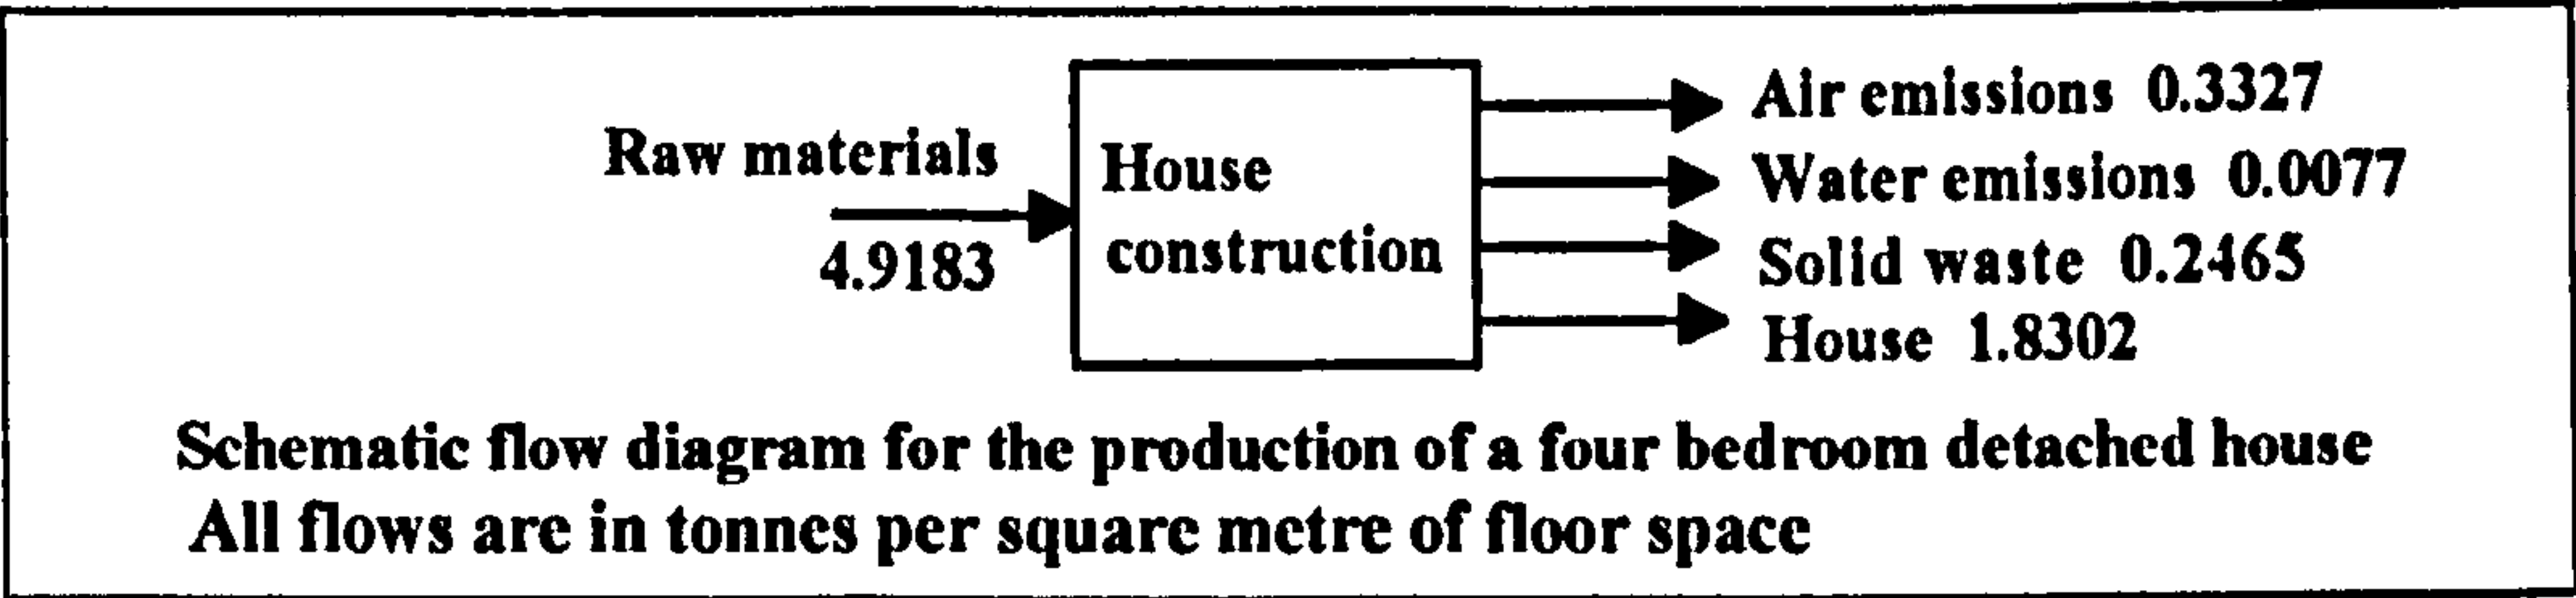 Raw materials
4.9183
House
construction
Air emissions 0.3327
Water emissions 0.0077
Solid waste 0.2465
House 1.8302
Schematic flow diagram for the production of a four bedroom detached house
All flows are in tonnes per square metre of floor space